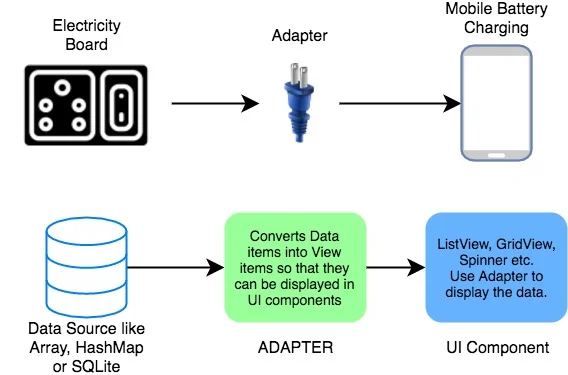 Electricity
Board
Adapter
Mobile Battery
Charging
Converts Data
items into View
items so that they
can be displayed in
UI components
ListView, GridView,
Spinner etc.
Use Adapter to
display the data.
Data Source like
Array, HashMap
or SQLite
ADAPTER
UI Component